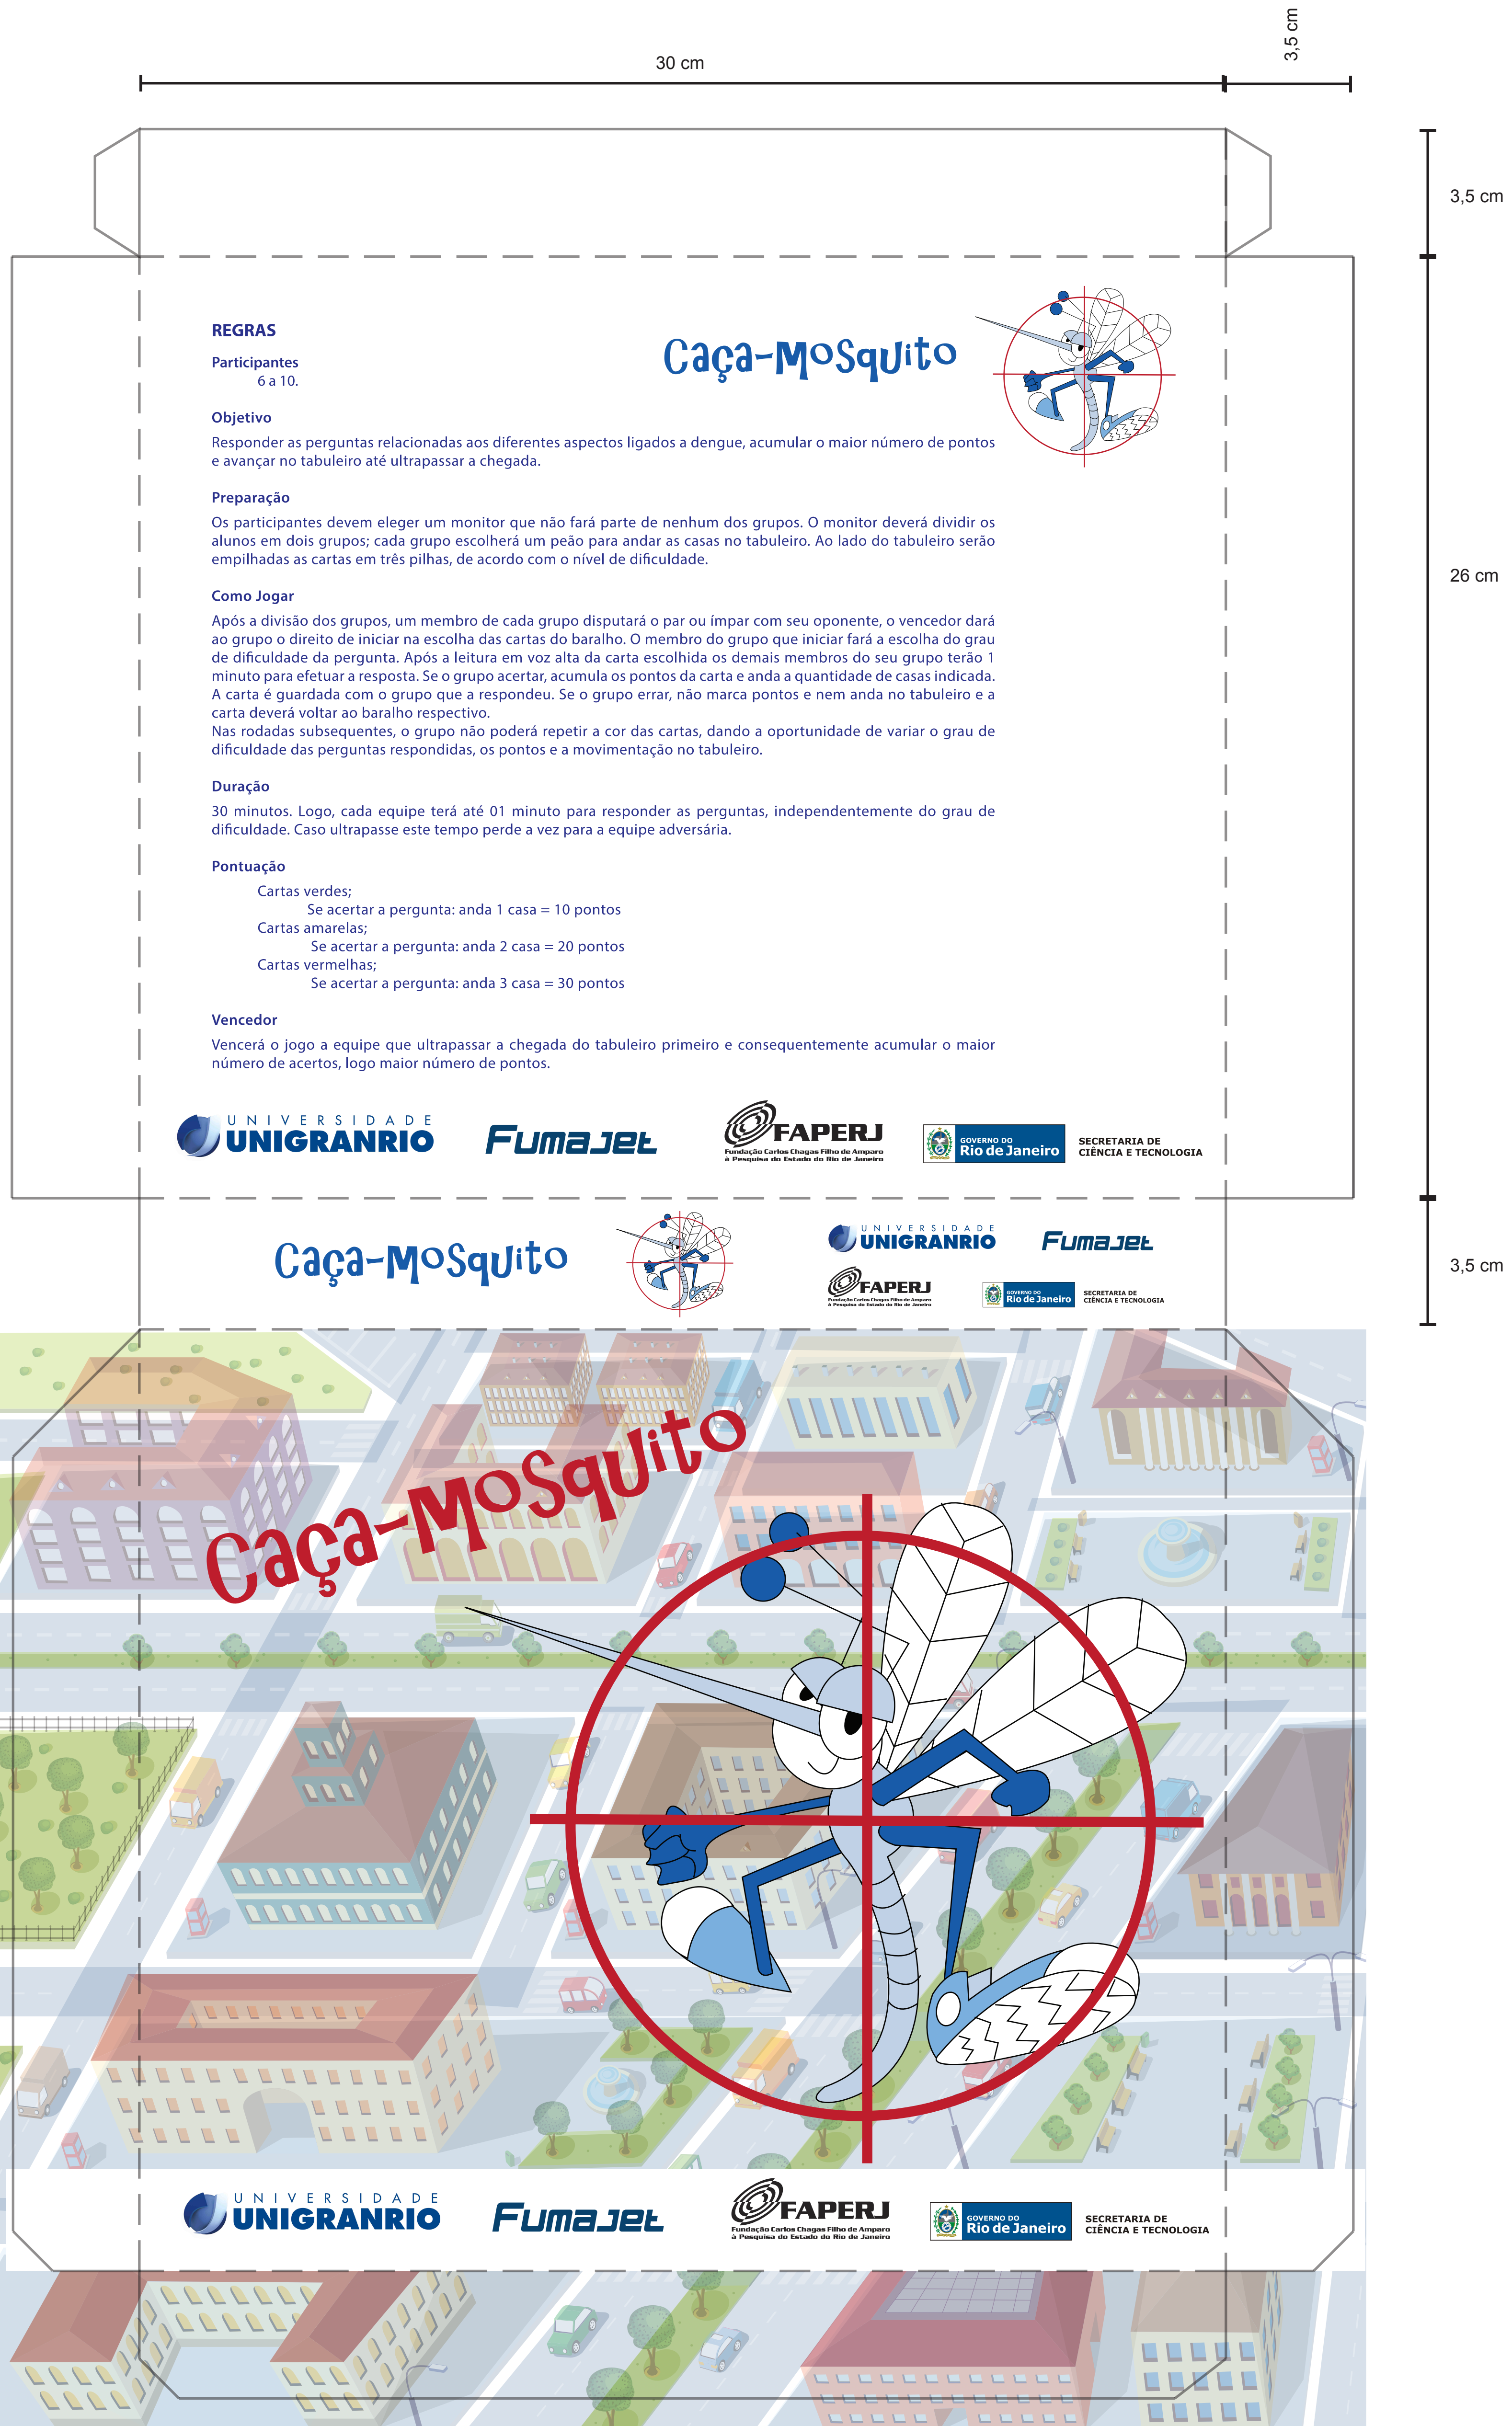 3,5 cm
30 cm
3,5 cm
REGRAS
Participantes
6 a 10.
Caça-Mosquito
Objetivo
Responder as perguntas relacionadas aos diferentes aspectos ligados a dengue, acumular o maior número de pontos
e avançar no tabuleiro até ultrapassar a chegada.
Preparação
Os participantes devem eleger um monitor que não fará parte de nenhum dos grupos. O monitor deverá dividir os
alunos em dois grupos; cada grupo escolherá um peão para andar as casas no tabuleiro. Ao lado do tabuleiro serão
empilhadas as cartas em três pilhas, de acordo com o nível de dificuldade.
26 cm
Como Jogar
Após a divisão dos grupos, um membro de cada grupo disputará o par ou ímpar com seu oponente, o vencedor dará
ao grupo o direito de iniciar na escolha das cartas do baralho. O membro do grupo que iniciar fará a escolha do grau
de dificuldade da pergunta. Após a leitura em voz alta da carta escolhida os demais membros do seu grupo terão 1
minuto para efetuar a resposta. Se o grupo acertar, acumula os pontos da carta e anda a quantidade de casas indicada.
A carta é guardada com o grupo que a respondeu. Se o grupo errar, não marca pontos e nem anda no tabuleiro e a
carta deverá voltar ao baralho respectivo.
Nas rodadas subsequentes, o grupo não poderá repetir a cor das cartas, dando a oportunidade de variar o grau de
dificuldade das perguntas respondidas, os pontos e a movimentação no tabuleiro.
Duração
30 minutos. Logo, cada equipe terá até 01 minuto para responder as perguntas, independentemente do grau de
dificuldade. Caso ultrapasse este tempo perde a vez para a equipe adversária.
Pontuação
Cartas verdes;
Se acertar a pergunta: anda 1 casa = 10 pontos
Cartas amarelas;
Se acertar a pergunta: anda 2 casa = 20 pontos
Cartas vermelhas;
Se acertar a pergunta: anda 3 casa = 30 pontos
Vencedor
Vencerá o jogo a equipe que ultrapassar a chegada do tabuleiro primeiro e consequentemente acumular o maior
número de acertos, logo maior número de pontos.
UNIVERSIDADE
UNIGRANRIO
Fumajet
FAPERJ
Fundação Carlos Chagas Filho de Amparo
à Pesquisa do Estado do Rio de Janeiro
GOVERNO DO
Rio de Janeiro
SECRETARIA DE
CIÊNCIA E TECNOLOGIA
Caça-Mosquito
UNIVERSIDADE
UNIGRANRIO
Fumajet
FAPERJ
Fundação Carlos Chagas Filho de Amparo
à Pesquisa do Estado do Rio de Janeiro
GOVERNO DO
Rio de Janeiro
SECRETARIA DE
CIÊNCIA E TECNOLOGIA
3,5 cm
Caça-Mosquito
UNIVERSIDADE
UNIGRANRIO
Fumajet
FAPERJ
Fundação Carlos Chagas Filho de Amparo
à Pesquisa do Estado do Rio de Janeiro
GOVERNO DO
Rio de Janeiro
SECRETARIA DE
CIÊNCIA E TECNOLOGIA